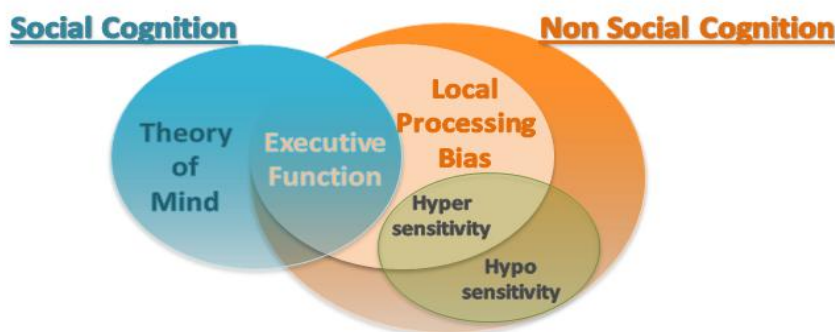 Social Cognition
Non Social Cognition
Theory
of
Mind
Executive
Function
Local
Processing
Bias
Hyper
sensitivity
Hypo
sensitivity